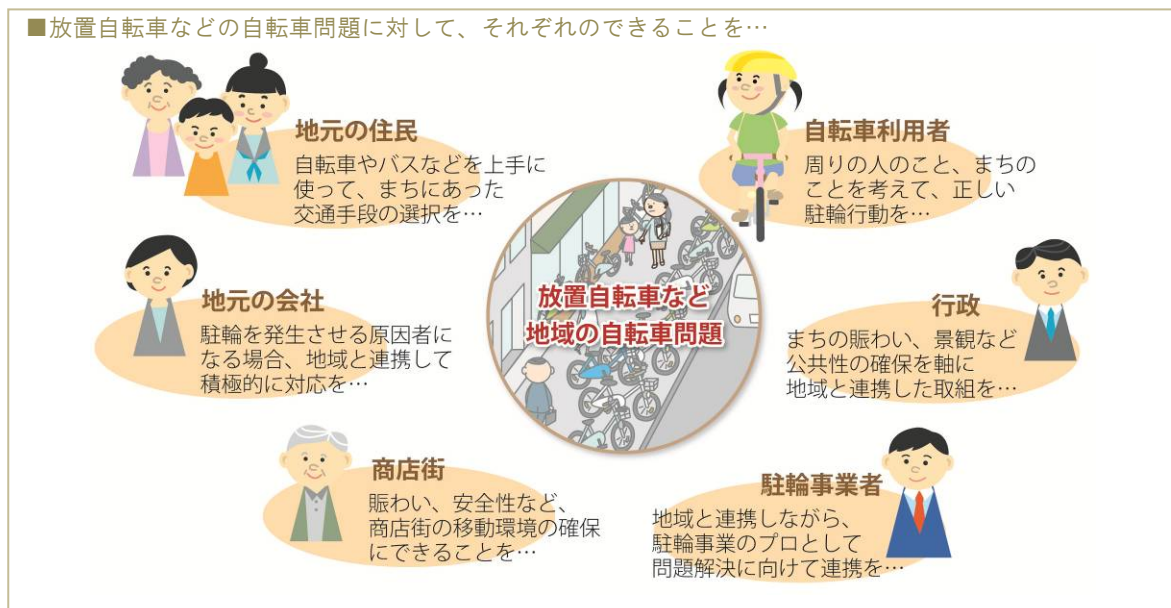 ■放置自転車などの自転車問題に対して、それぞれのできることを…
地元の住民
自転車やバスなどを上手に
使って、まちにあった
交通手段の選択を…
自転車利用者
周りの人のこと、まちの
ことを考えて、正しい
駐輪行動を…
地元の会社
駐輪を発生させる原因者に
なる場合、地域と連携して
積極的に対応を…
放置自転車など
地域の自転車問題
行政
まちの賑わい、景観など
公共性の確保を軸に
地域と連携した取組を…
商店街
賑わい、安全性など、
商店街の移動環境の確保
にできることを…
駐輪事業者
地域と連携しながら、
駐輪事業のプロとして
問題解決に向けて連携を…